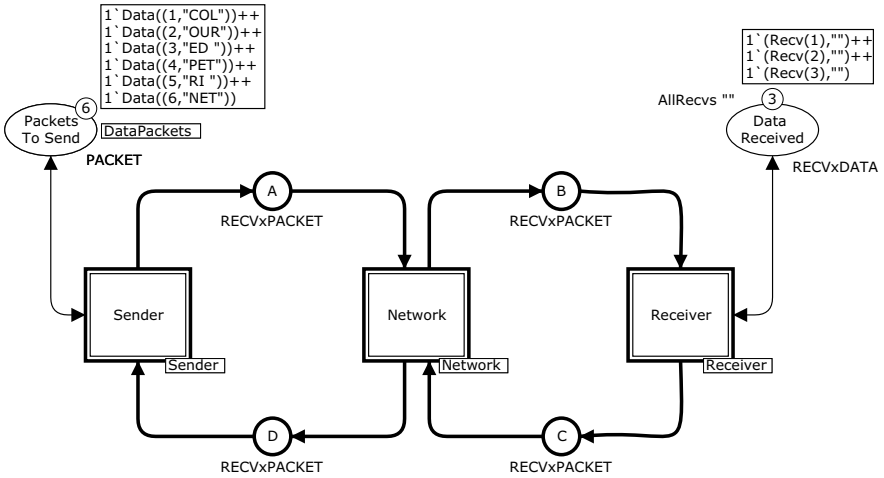 1`Data((1,"COL"))++
1`Data((2,"OUR"))++
1`Data((3,"ED "))++
1`Data((4,"PET"))++
1`Data((5,"RI "))++
1`Data((6,"NET"))
6
Packets
To Send
DataPackets
PACKET
1`(Recv(1),"")++
1`(Recv(2),"")++
1`(Recv(3),"")
AllRecvs ""
3
Data
Received
RECVxDATA
A
RECVxPACKET
B
RECVxPACKET
Sender
Sender
Network
Network
Receiver
Receiver
D
RECVxPACKET
C
RECVxPACKET